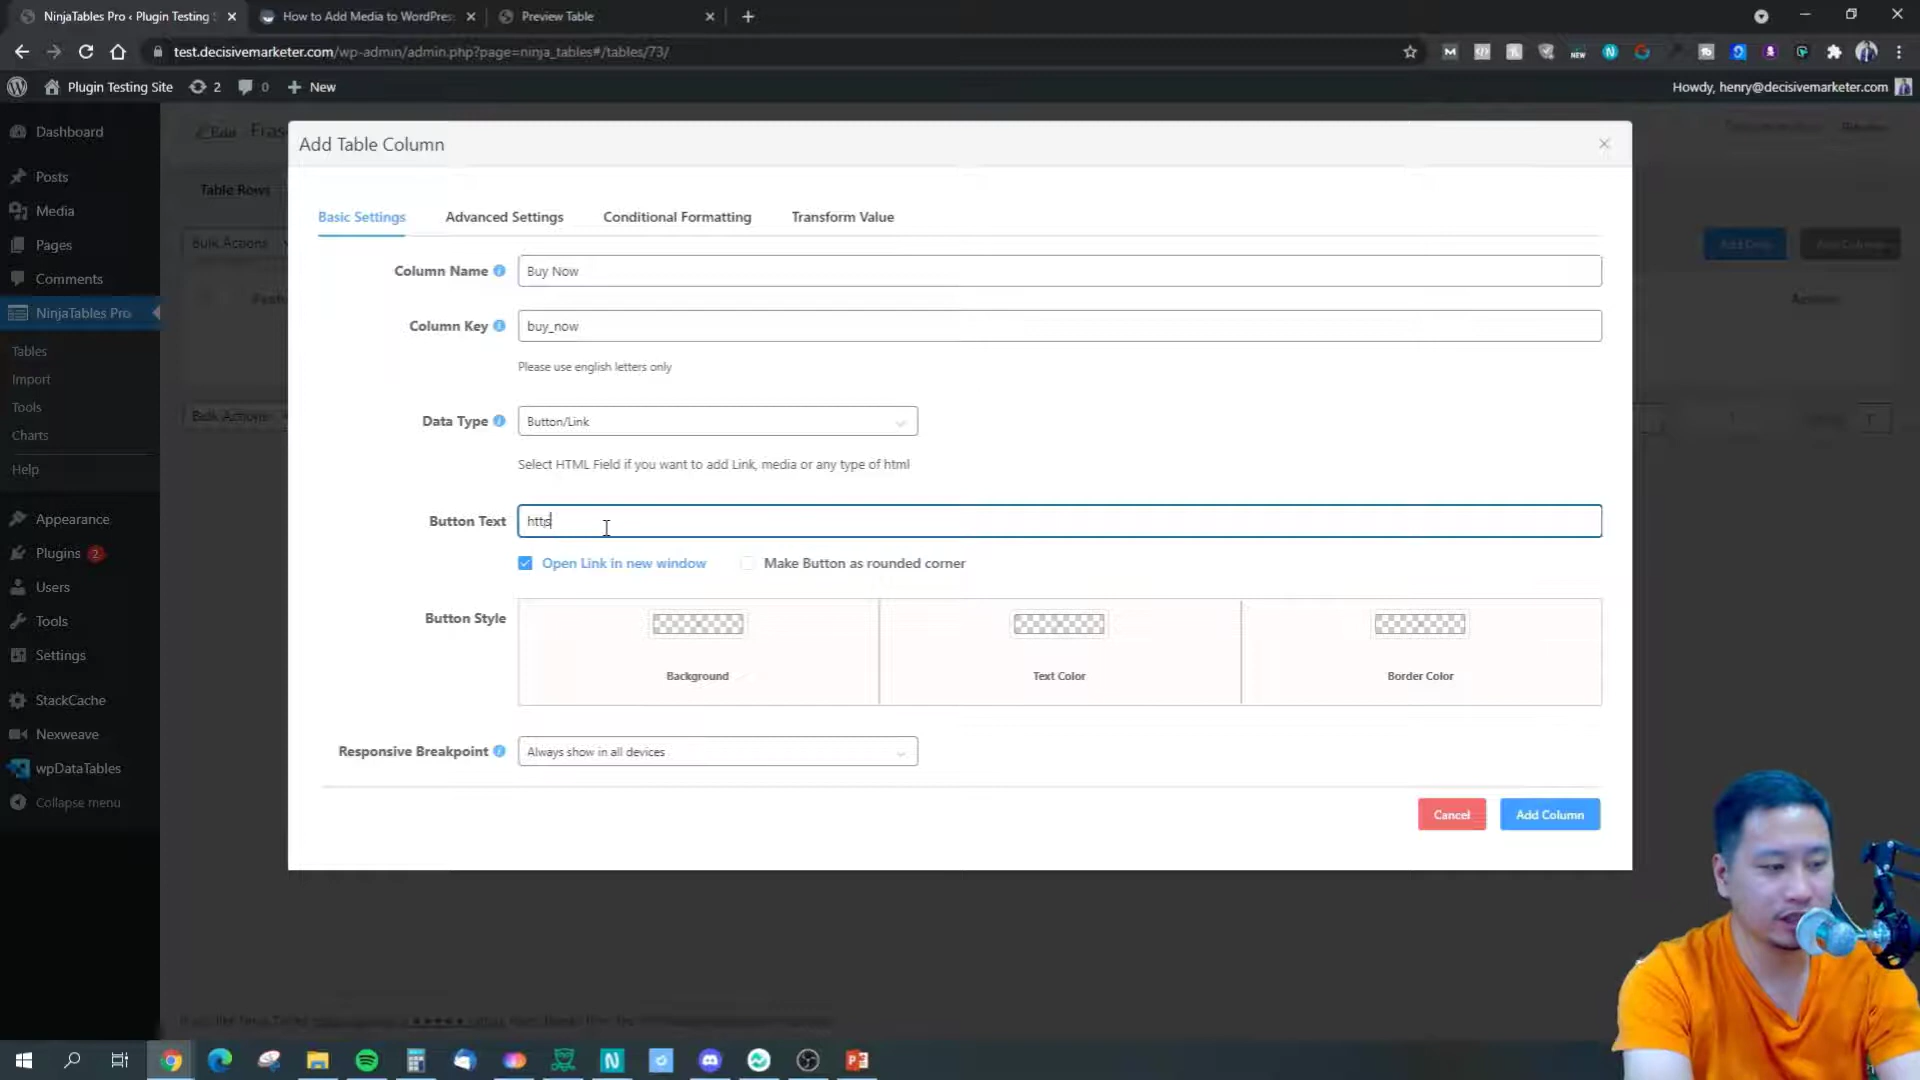 NinjaTables Pro ‹ Plugin Testing
How to Add Media to WordPres
Preview Table
test.decisivemarketer.com/wp-admin/admin.php?page=ninja_tables#/tables/73/
Plugin Testing Site
2
0
New
Howdy, henry@decisivemarketer.com
Dashboard
Posts
Media
Pages
Comments
NinjaTables Pro
Tables
Import
Tools
Charts
Help
Appearance
Plugins 2
Users
Tools
Settings
StackCache
Nexweave
wpDataTables
Collapse menu
Edit
Table Rows
Bulk Actions
Bulk Actions
Add Table Column
Basic Settings
Advanced Settings
Conditional Formatting
Transform Value
Column Name
Buy Now
Column Key
buy_now
Please use english letters only
Data Type
Button/Link
Select HTML Field if you want to add Link, media or any type of html
Button Text
https
Open Link in new window
Make Button as rounded corner
Button Style
Background
Text Color
Border Color
Responsive Breakpoint
Always show in all devices
Cancel
Add Column